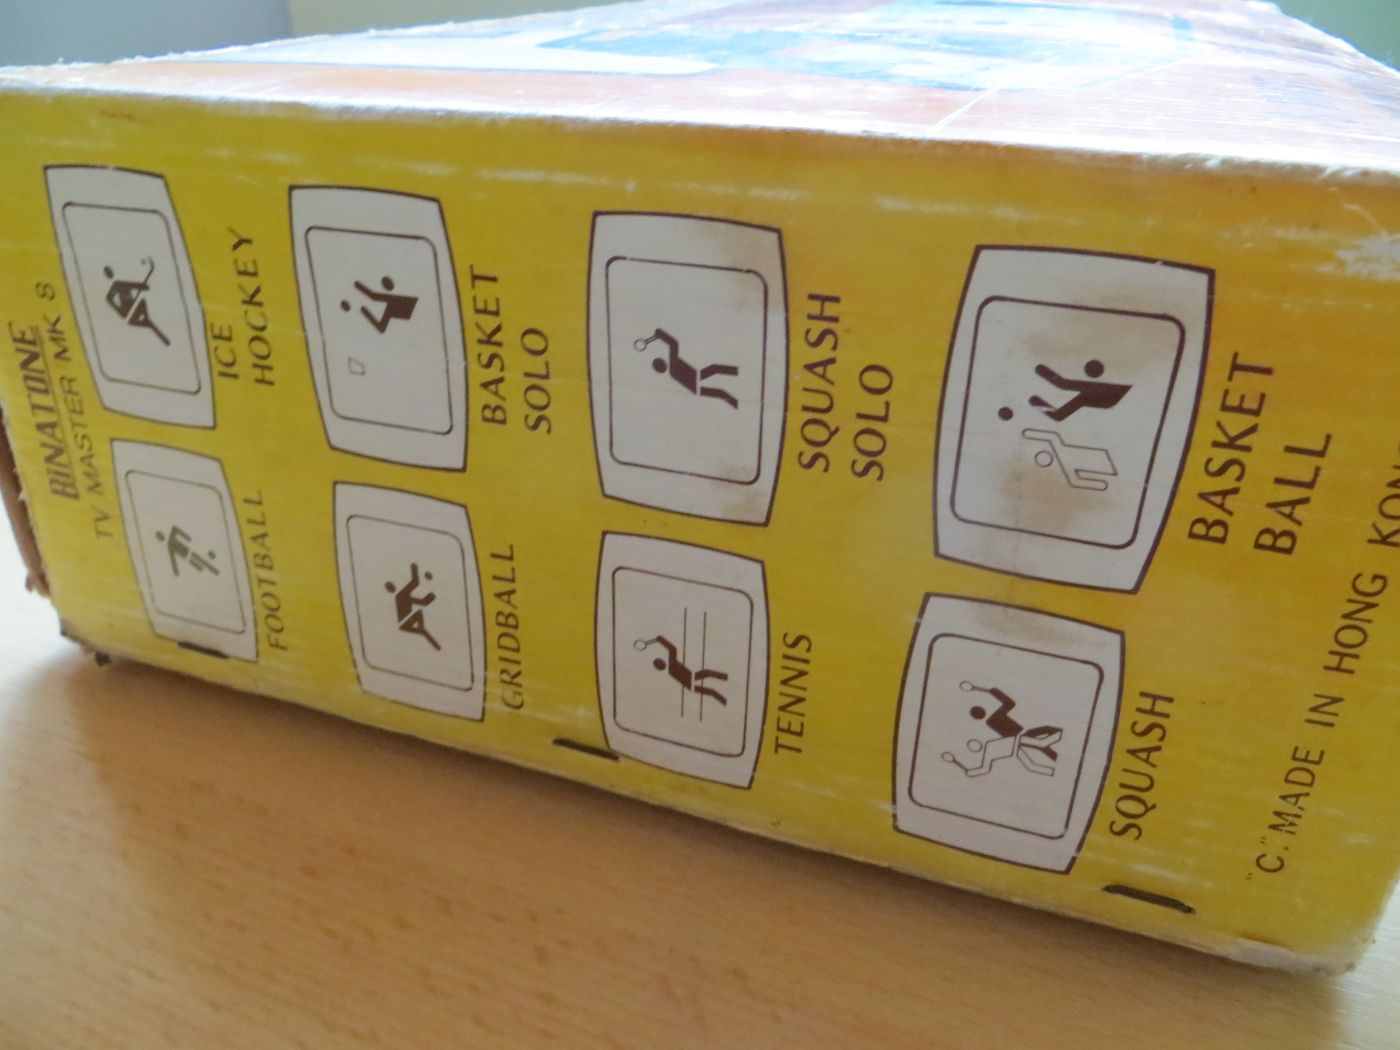 BINATONE
TV MASTER MK 8
FOOTBALL
ICE
HOCKEY
GRIDBALL
BASKET
SOLO
TENNIS
SQUASH
SOLO
SQUASH
BASKET
BALL
"C." MADE IN HONG KONG